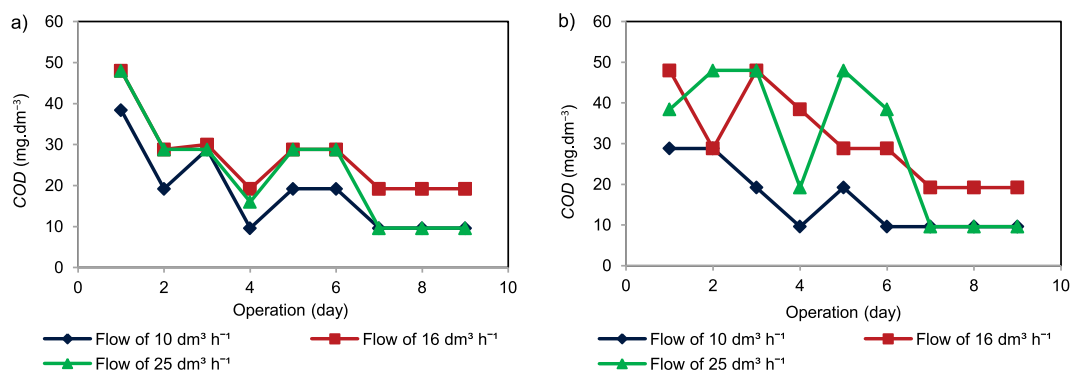 a)
60
50
40
30
20
10
0
COD (mg.dm⁻³)
0 2 4 6 8 10
Operation (day)
Flow of 10 dm³ h⁻¹ Flow of 16 dm³ h⁻¹
Flow of 25 dm³ h⁻¹
b)
60
50
40
30
20
10
0
COD (mg.dm⁻³)
0 2 4 6 8 10
Operation (day)
Flow of 10 dm³ h⁻¹ Flow of 16 dm³ h⁻¹
Flow of 25 dm³ h⁻¹